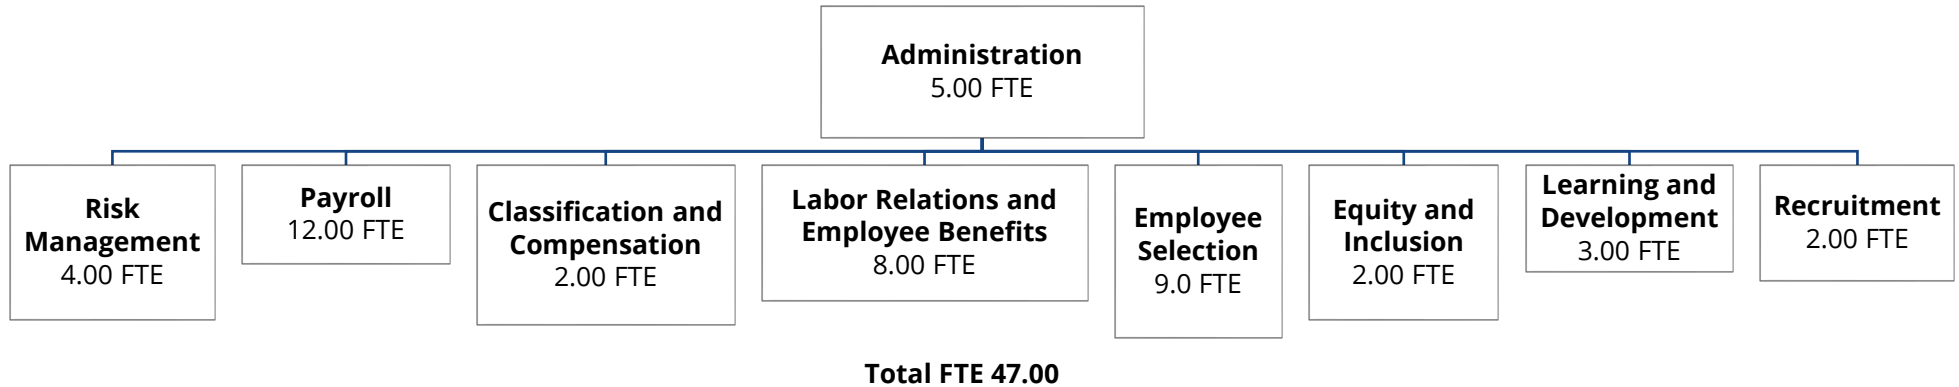 Administration
5.00 FTE
Risk
Management
4.00 FTE
Payroll
12.00 FTE
Classification and
Compensation
2.00 FTE
Labor Relations and
Employee Benefits
8.00 FTE
Employee
Selection
9.0 FTE
Equity and
Inclusion
2.00 FTE
Learning and
Development
3.00 FTE
Recruitment
2.00 FTE
Total FTE 47.00